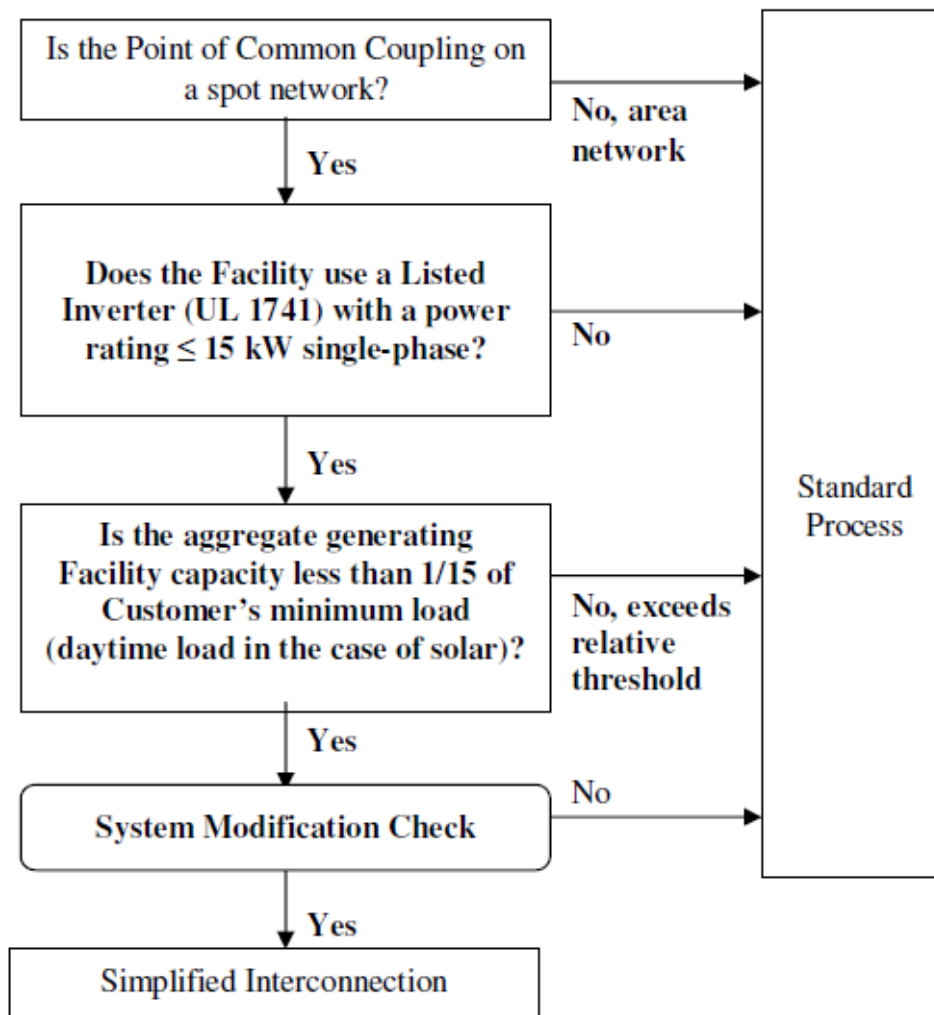 Is the Point of Common Coupling on
a spot network?
No, area
network
Yes
Does the Facility use a Listed
Inverter (UL 1741) with a power
rating ≤ 15 kW single-phase?
No
Yes
Is the aggregate generating
Facility capacity less than 1/15 of
Customer's minimum load
(daytime load in the case of solar)?
No, exceeds
relative
threshold
Yes
System Modification Check
No
Yes
Simplified Interconnection
Standard
Process